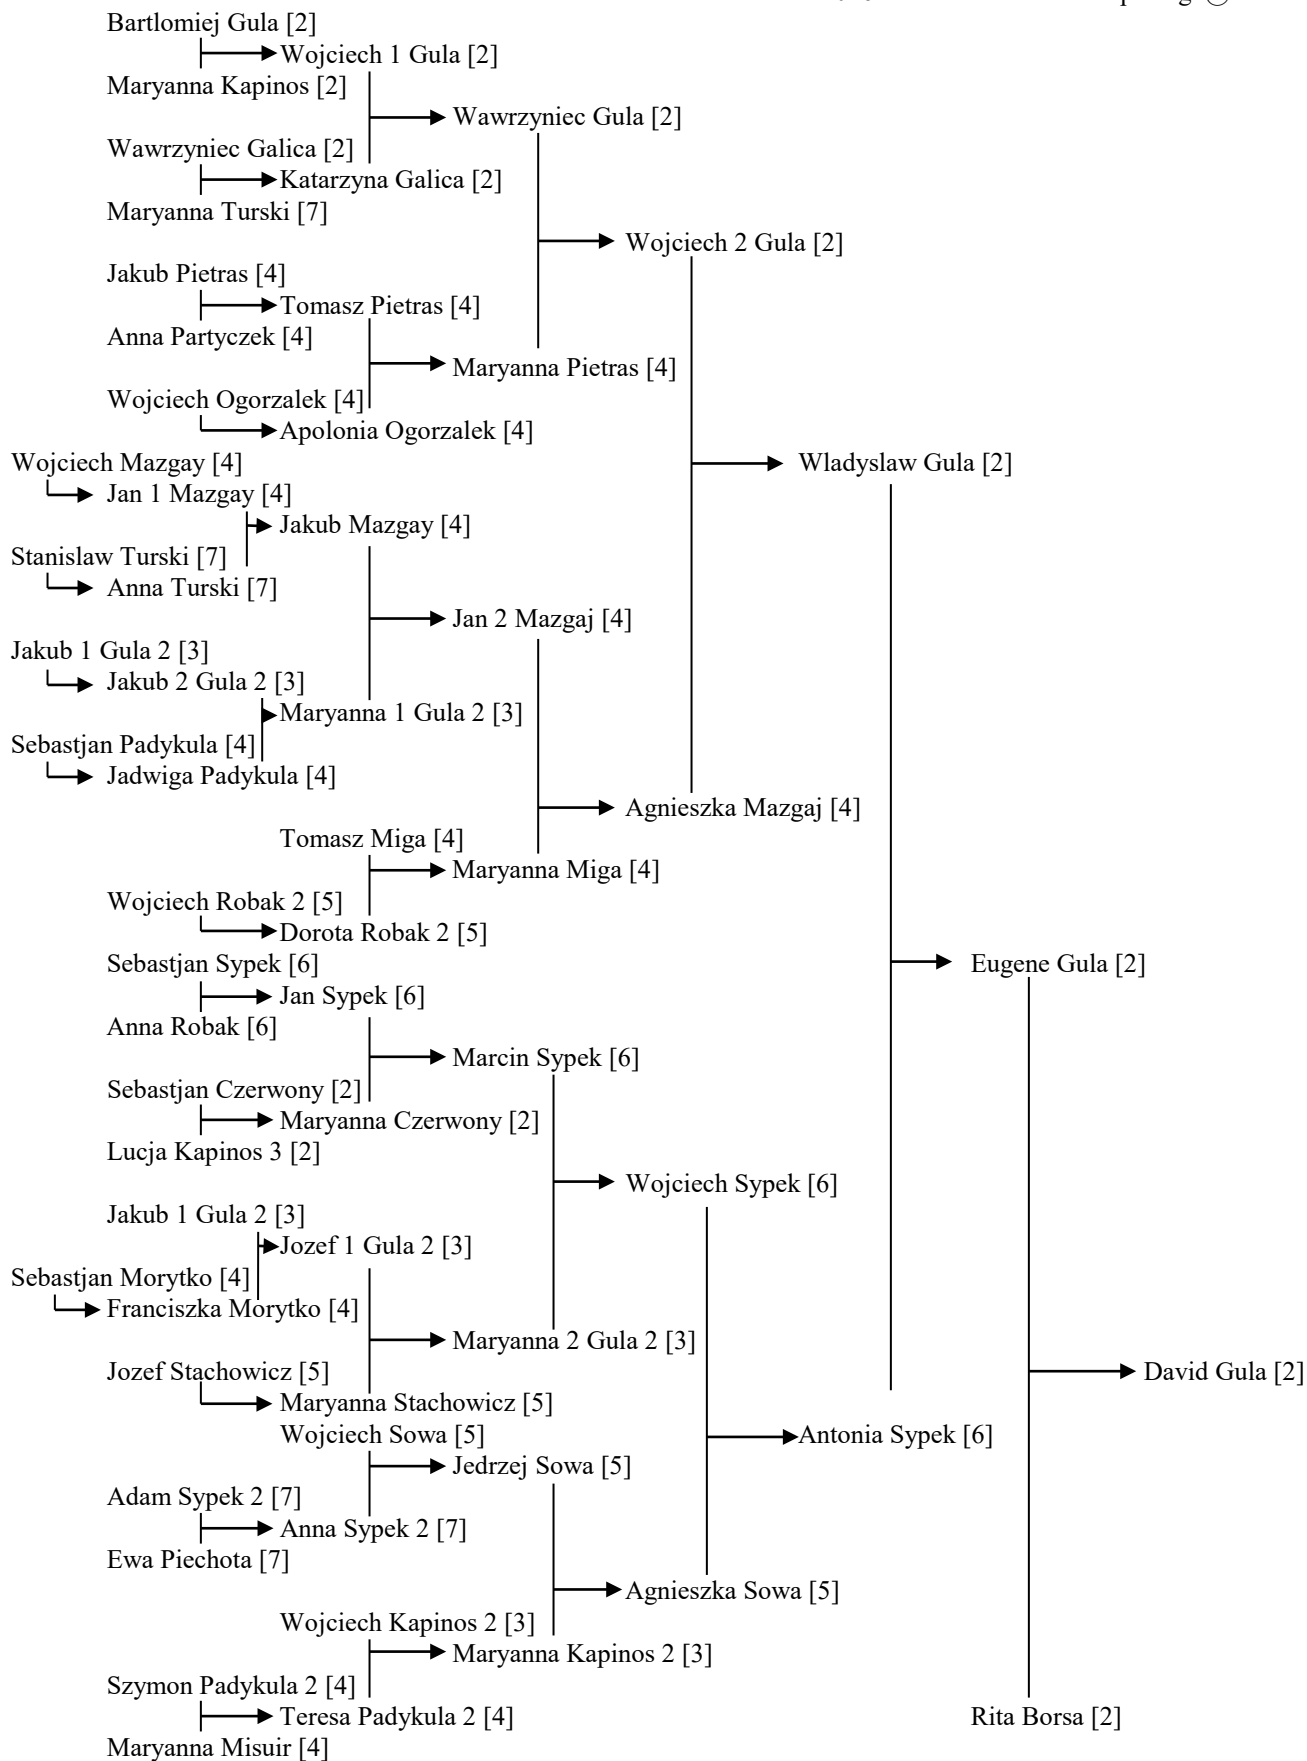 Bartlomiej Gula [2]
Wojciech 1 Gula [2]
Maryanna Kapinos [2]
Wawrzyniec Gula [2]
Wawrzyniec Galica [2]
Katarzyna Galica [2]
Maryanna Turski [7]
Wojciech 2 Gula [2]
Jakub Pietras [4]
Tomasz Pietras [4]
Anna Partyczek [4]
Maryanna Pietras [4]
Wojciech Ogorzalek [4]
Apolonia Ogorzalek [4]
Wojciech Mazgay [4]
Wladyslaw Gula [2]
Jan 1 Mazgay [4]
Jakub Mazgay [4]
Stanislaw Turski [7]
Anna Turski [7]
Jan 2 Mazgaj [4]
Jakub 1 Gula 2 [3]
Jakub 2 Gula 2 [3]
Maryanna 1 Gula 2 [3]
Sebastjan Padykula [4]
Jadwiga Padykula [4]
Agnieszka Mazgaj [4]
Tomasz Miga [4]
Maryanna Miga [4]
Wojciech Robak 2 [5]
Dorota Robak 2 [5]
Sebastjan Sypek [6]
Eugene Gula [2]
Jan Sypek [6]
Anna Robak [6]
Marcin Sypek [6]
Sebastjan Czerwony [2]
Maryanna Czerwony [2]
Lucja Kapinos 3 [2]
Wojciech Sypek [6]
Jakub 1 Gula 2 [3]
Jozef 1 Gula 2 [3]
Sebastjan Morytko [4]
Franciszka Morytko [4]
Maryanna 2 Gula 2 [3]
Jozef Stachowicz [5]
David Gula [2]
Maryanna Stachowicz [5]
Wojciech Sowa [5]
Antonia Sypek [6]
Jedrzej Sowa [5]
Adam Sypek 2 [7]
Anna Sypek 2 [7]
Ewa Piechota [7]
Agnieszka Sowa [5]
Wojciech Kapinos 2 [3]
Maryanna Kapinos 2 [3]
Szymon Padykula 2 [4]
Teresa Padykula 2 [4]
Rita Borsa [2]
Maryanna Misuir [4]